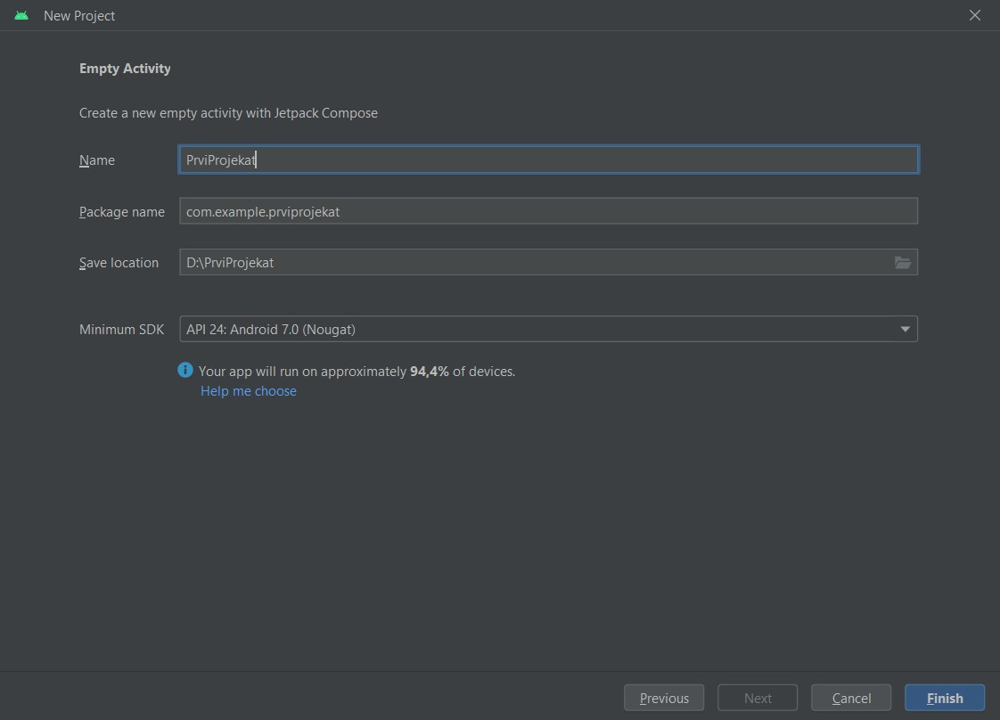 New Project
Empty Activity
Create a new empty activity with Jetpack Compose
Name PrviProjekat
Package name com.example.prviprojekat
Save location D:\PrviProjekat
Minimum SDK API 24: Android 7.0 (Nougat)
Your app will run on approximately 94,4% of devices.
Help me choose
Previous Next Cancel Finish